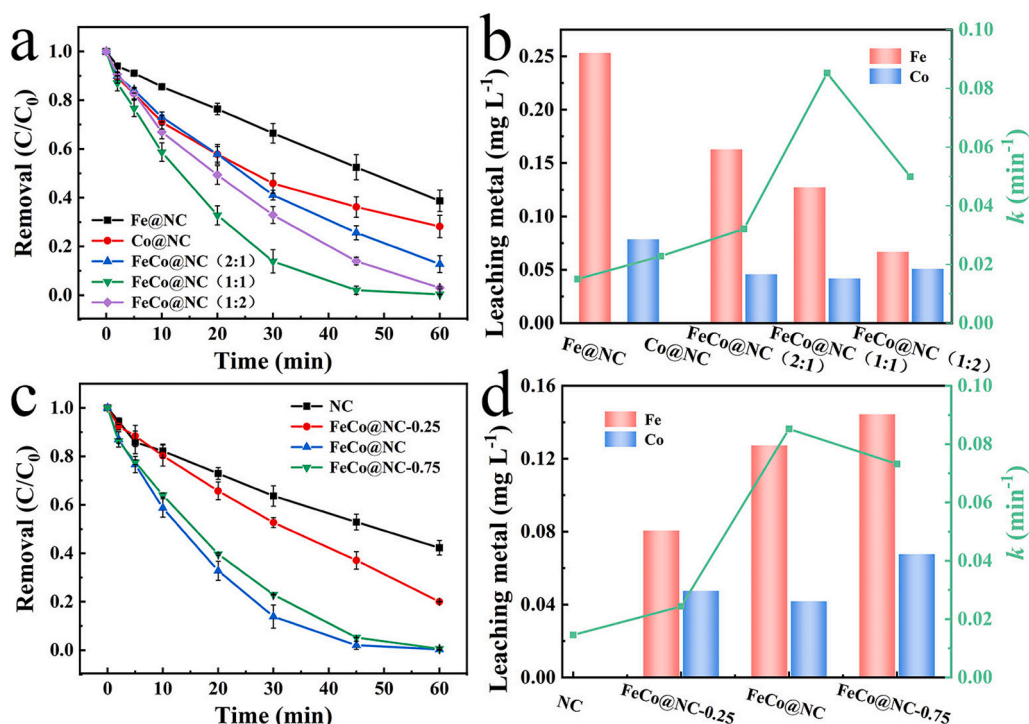 a
Removal (C/C₀)
1.0
0.8
0.6
0.4
0.2
0.0
Fe@NC
Co@NC
FeCo@NC（2:1）
FeCo@NC（1:1）
FeCo@NC（1:2）
0 10 20 30 40 50 60
Time (min)
b
Leaching metal (mg L⁻¹)
0.25
0.20
0.15
0.10
0.05
0.00
Fe
Co
0.10
0.08
0.06
0.04
0.02
0.00
k (min⁻¹)
Fe@NC
Co@NC
FeCo@NC（2:1）
FeCo@NC（1:1）
FeCo@NC（1:2）
c
Removal (C/C₀)
1.0
0.8
0.6
0.4
0.2
0.0
NC
FeCo@NC-0.25
FeCo@NC
FeCo@NC-0.75
0 10 20 30 40 50 60
Time (min)
d
Leaching metal (mg L⁻¹)
0.16
0.12
0.08
0.04
0.00
Fe
Co
0.10
0.08
0.06
0.04
0.02
0.00
k (min⁻¹)
NC
FeCo@NC-0.25
FeCo@NC
FeCo@NC-0.75